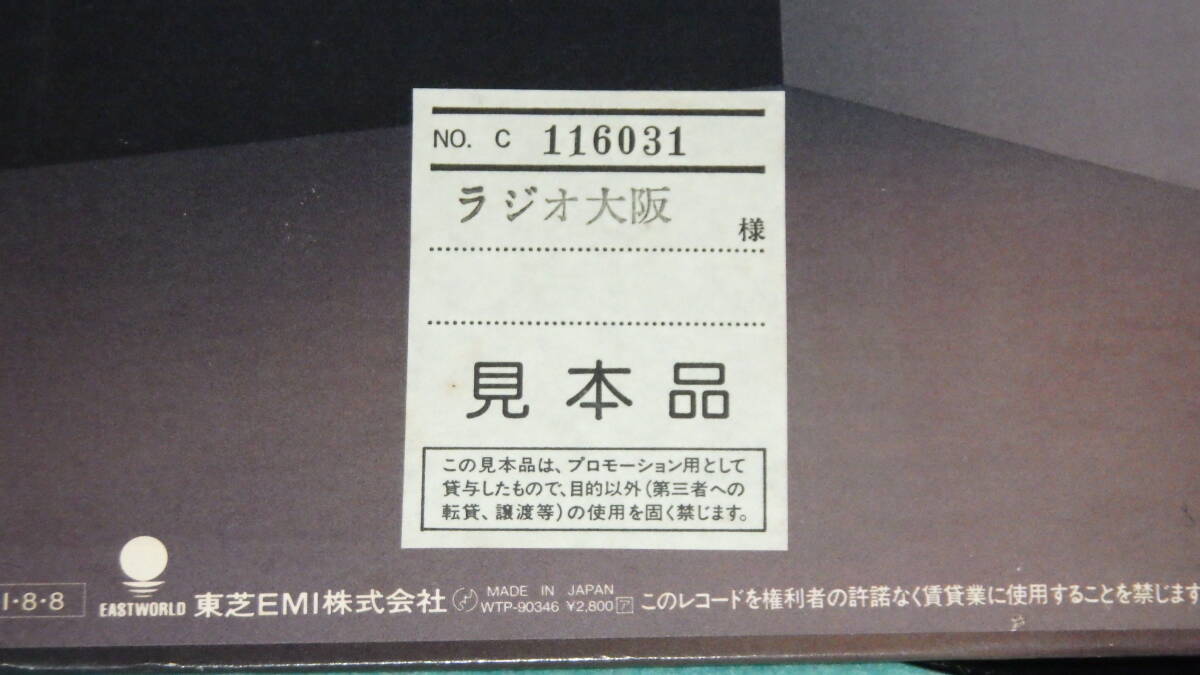 NO. C 116031
ラジオ大阪
様
見本品
この見本品は、プロモーション用として
貸与したもので、目的以外(第三者への
転貸、譲渡等)の使用を固く禁じます。
1・8・8
EASTWORLD
東芝EMI株式会社
MADE IN JAPAN
WTP-90346 ¥2,800 ア
このレコードを権利者の許諾なく賃貸業に使用することを禁じます